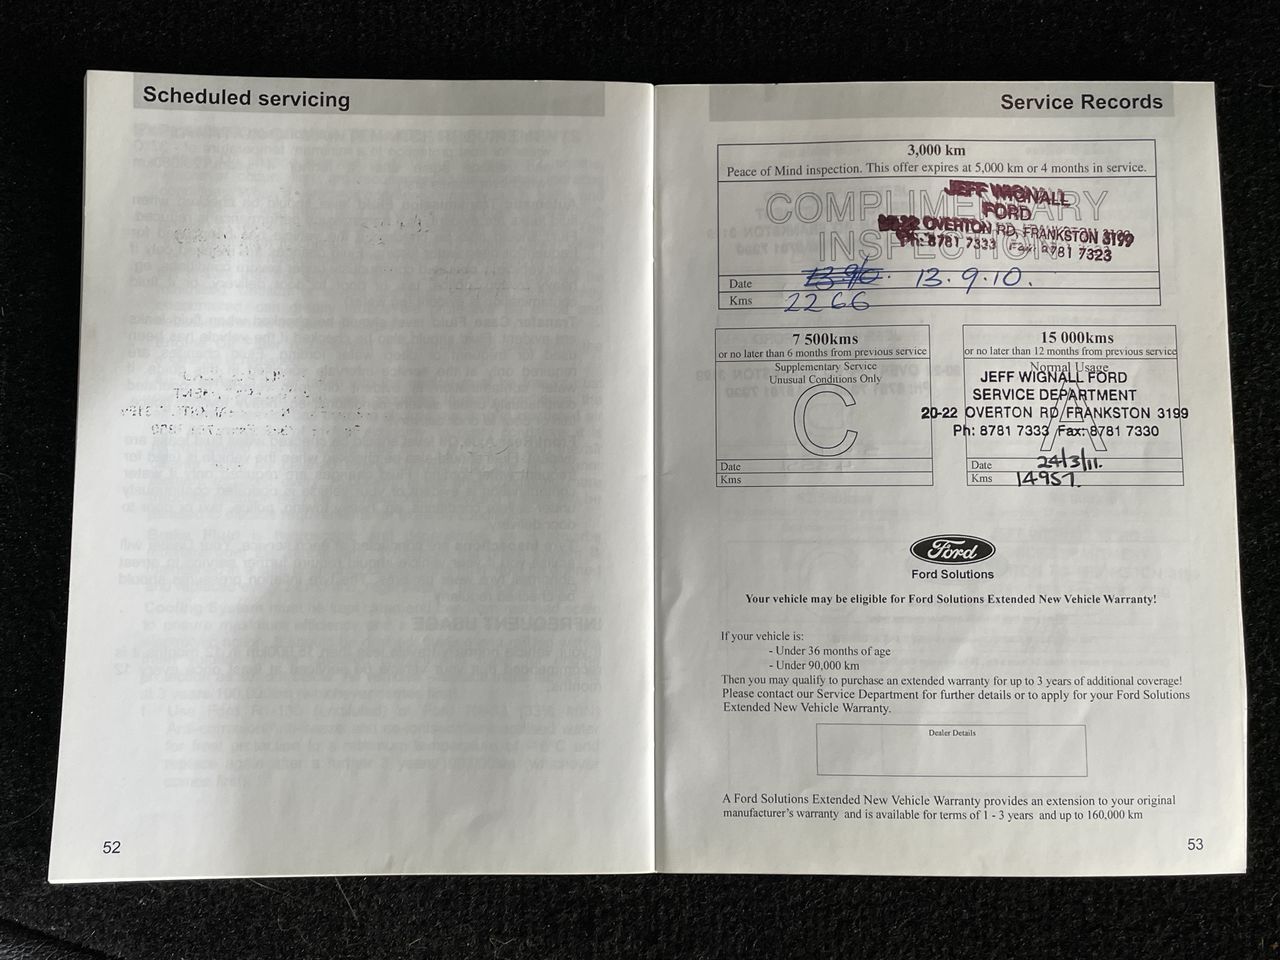 Scheduled servicing
52
Service Records
3,000 km
Peace of Mind inspection. This offer expires at 5,000 km or 4 months in service.
COMPLIMENTARY
INSPECTION
JEFF WIGNALL
FORD
20-22 OVERTON RD, FRANKSTON 3199
Ph: 8781 7333 Fax: 8781 7323
Date 13.9.10. 13.9.10.
Kms 2266
7 500kms
or no later than 6 months from previous service
Supplementary Service
Unusual Conditions Only
C
Date
Kms
15 000kms
or no later than 12 months from previous service
Normal Usage
A
JEFF WIGNALL FORD
SERVICE DEPARTMENT
20-22 OVERTON RD FRANKSTON 3199
Ph: 8781 7333 Fax: 8781 7330
Date 24/3/11.
Kms 14957.
Ford
Ford Solutions
Your vehicle may be eligible for Ford Solutions Extended New Vehicle Warranty!
If your vehicle is:
- Under 36 months of age
- Under 90,000 km
Then you may qualify to purchase an extended warranty for up to 3 years of additional coverage!
Please contact our Service Department for further details or to apply for your Ford Solutions
Extended New Vehicle Warranty.
Dealer Details
A Ford Solutions Extended New Vehicle Warranty provides an extension to your original
manufacturer's warranty and is available for terms of 1 - 3 years and up to 160,000 km
53